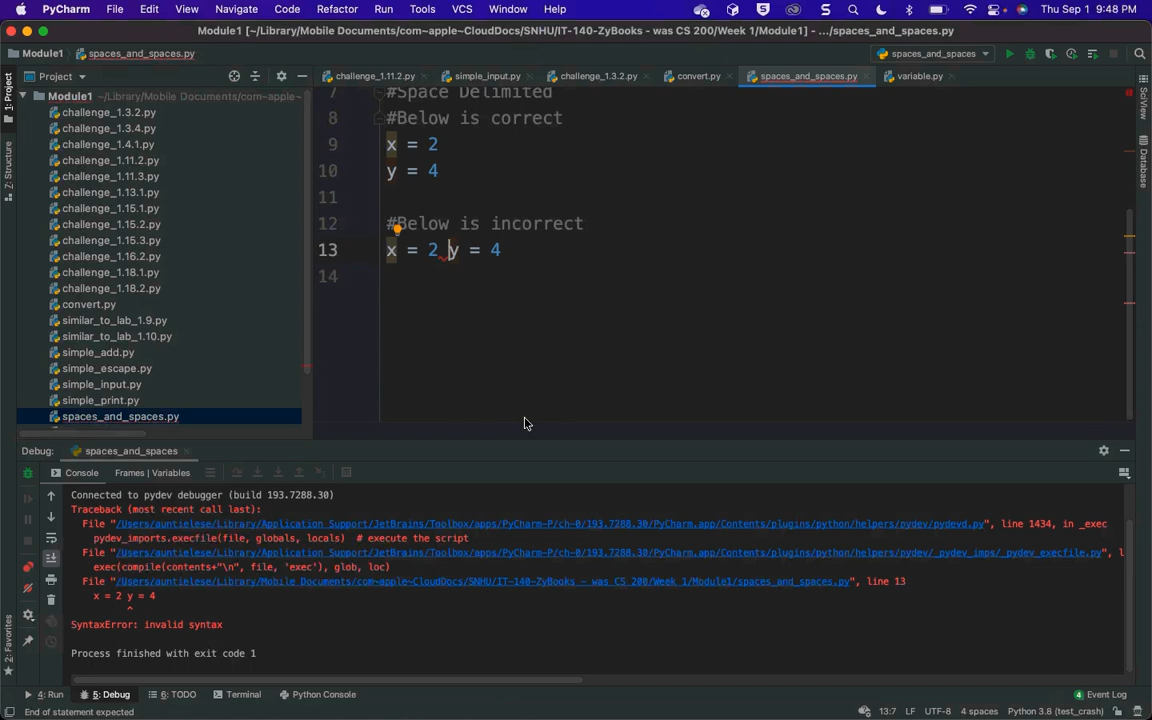 PyCharm File Edit View Navigate Code Refactor Run Tools VCS Window Help Thu Sep 1 9:48 PM
Module1 [~/Library/Mobile Documents/com~apple~CloudDocs/SNHU/IT-140-ZyBooks - was CS 200/Week 1/Module1] - .../spaces_and_spaces.py
Module1 spaces_and_spaces.py spaces_and_spaces
Project challenge_1.11.2.py simple_input.py challenge_1.3.2.py convert.py spaces_and_spaces.py variable.py
1: Project
Z: Structure
2: Favorites
SciView
Database
Module1 ~/Library/Mobile Documents/com~apple~
challenge_1.3.2.py
challenge_1.3.4.py
challenge_1.4.1.py
challenge_1.11.2.py
challenge_1.11.3.py
challenge_1.13.1.py
challenge_1.15.1.py
challenge_1.15.2.py
challenge_1.15.3.py
challenge_1.16.2.py
challenge_1.18.1.py
challenge_1.18.2.py
convert.py
similar_to_lab_1.9.py
similar_to_lab_1.10.py
simple_add.py
simple_escape.py
simple_input.py
simple_print.py
spaces_and_spaces.py
7 #Space Delimited
8 #Below is correct
9 x = 2
10 y = 4
11
12 #Below is incorrect
13 x = 2 y = 4
14
Debug: spaces_and_spaces
Console Frames | Variables
Connected to pydev debugger (build 193.7288.30)
Traceback (most recent call last):
File "/Users/auntielese/Library/Application Support/JetBrains/Toolbox/apps/PyCharm-P/ch-0/193.7288.30/PyCharm.app/Contents/plugins/python/helpers/pydev/pydevd.py", line 1434, in _exec
pydev_imports.execfile(file, globals, locals) # execute the script
File "/Users/auntielese/Library/Application Support/JetBrains/Toolbox/apps/PyCharm-P/ch-0/193.7288.30/PyCharm.app/Contents/plugins/python/helpers/pydev/_pydev_imps/_pydev_execfile.py", l
exec(compile(contents+"\n", file, 'exec'), glob, loc)
File "/Users/auntielese/Library/Mobile Documents/com~apple~CloudDocs/SNHU/IT-140-ZyBooks - was CS 200/Week 1/Module1/spaces_and_spaces.py", line 13
x = 2 y = 4
^
SyntaxError: invalid syntax
Process finished with exit code 1
4: Run 5: Debug 6: TODO Terminal Python Console 4 Event Log
End of statement expected 13:7 LF UTF-8 4 spaces Python 3.8 (test_crash)